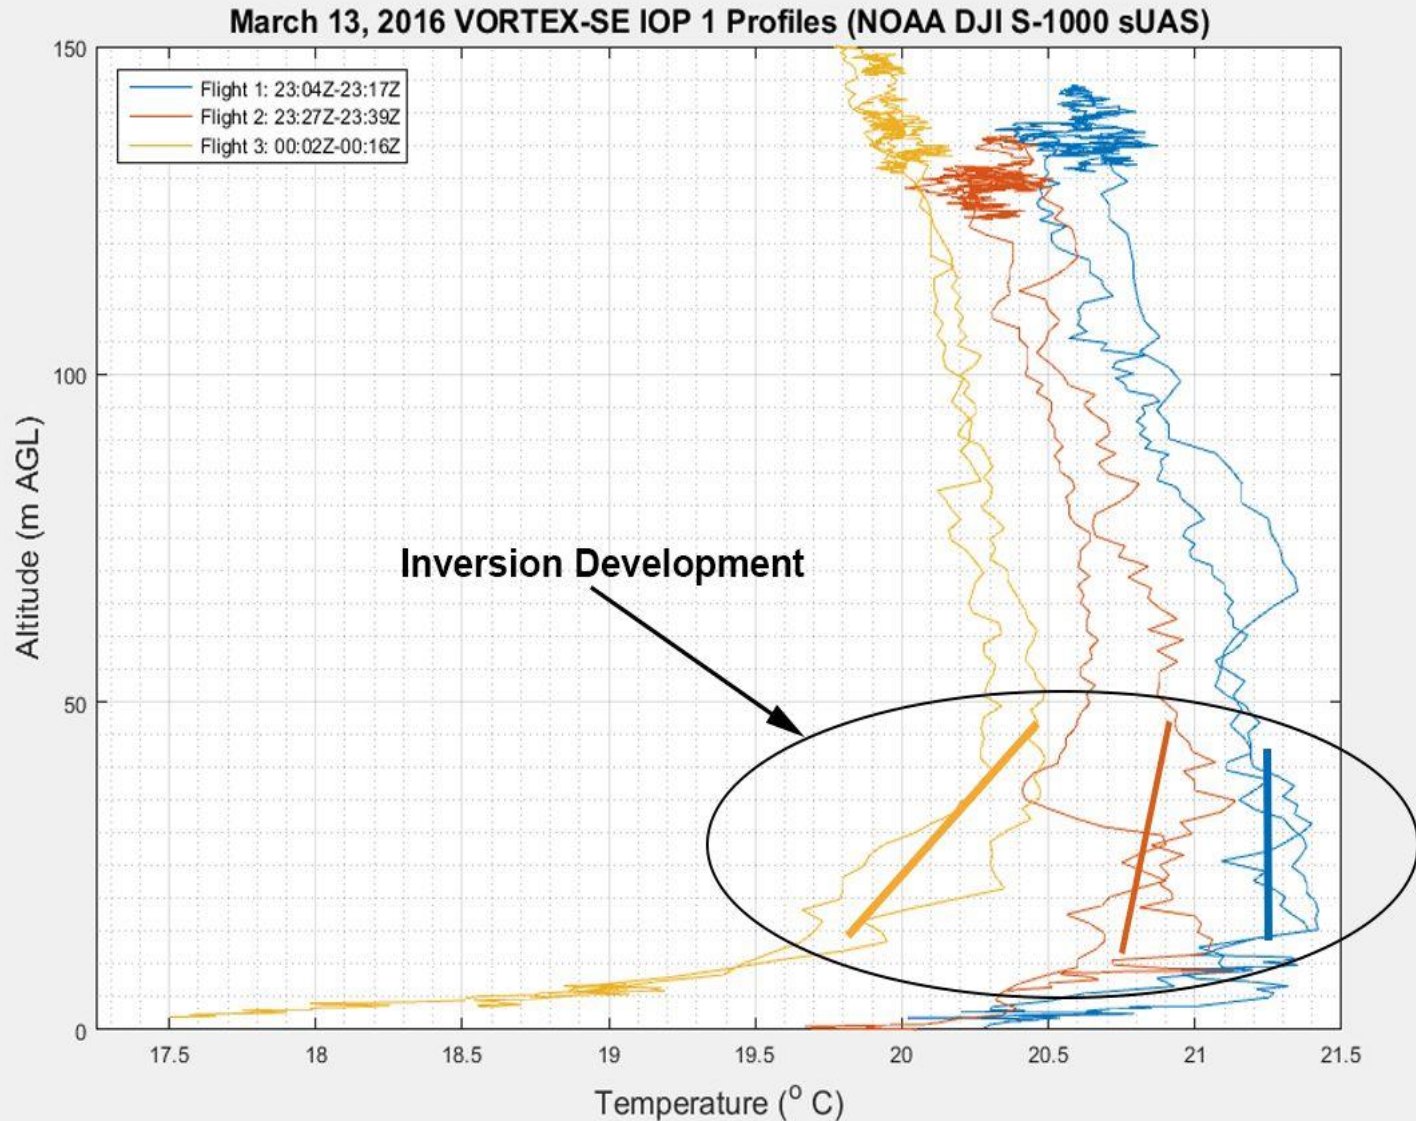 March 13, 2016 VORTEX-SE IOP 1 Profiles (NOAA DJI S-1000 sUAS)
150
Flight 1: 23:04Z-23:17Z
Flight 2: 23:27Z-23:39Z
Flight 3: 00:02Z-00:16Z
100
Altitude (m AGL)
Inversion Development
50
0
17.5 18 18.5 19 19.5 20 20.5 21 21.5
Temperature (° C)